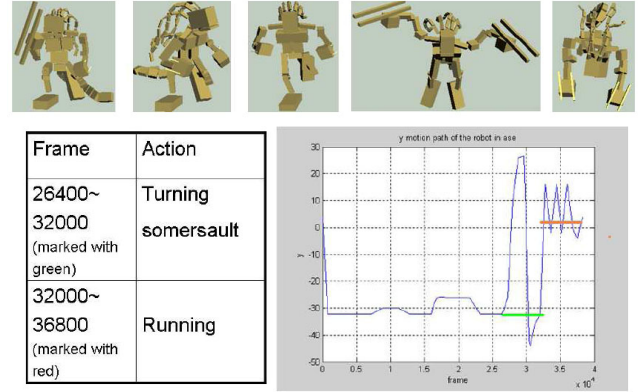 Frame
Action
26400~
32000
(marked with
green)
Turning
somersault
32000~
36800
(marked with
red)
Running
y motion path of the robot in ase
30
20
10
0
-10
-20
-30
-40
-50
y
0
0.5
1
1.5
2
2.5
3
3.5
4
frame
x 10^4